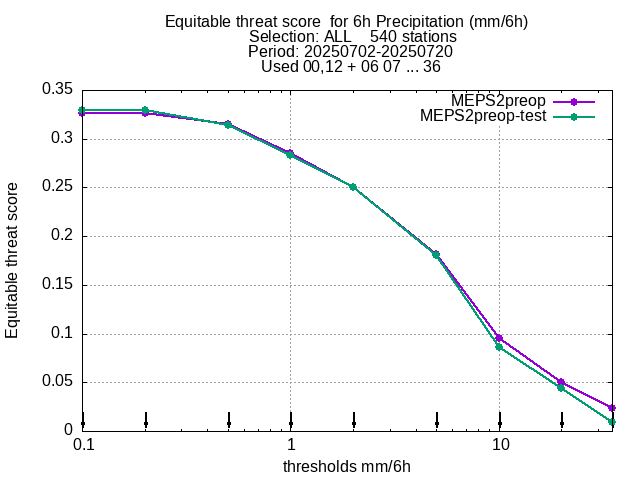 Equitable threat score  for 6h Precipitation (mm/6h)
Selection: ALL    540 stations
Period: 20250702-20250720
Used 00,12 + 06 07 ... 36
MEPS2preop
MEPS2preop-test
0.35
0.3
0.25
0.2
0.15
0.1
0.05
0
Equitable threat score
0.1 1 10
thresholds mm/6h